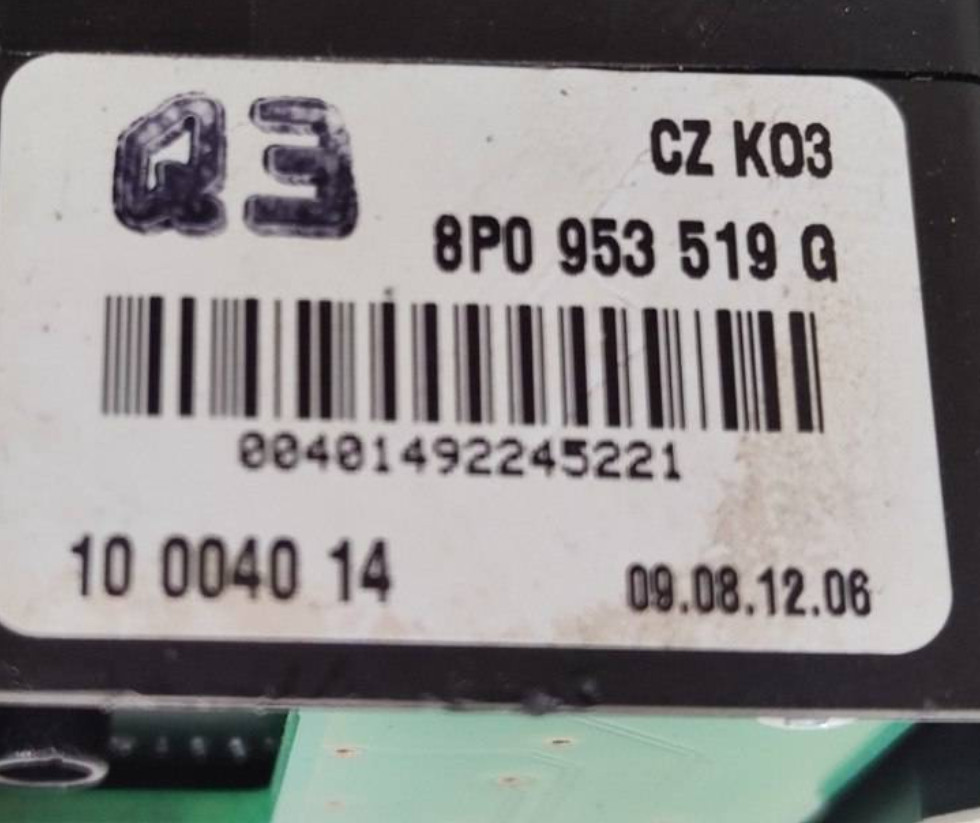 Q3
CZ K03
8P0 953 519 G
00401492245221
10 0040 14
09.08.12.06